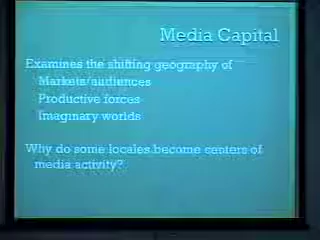 Media Capital
Examines the shifting geography of
Markets/audiences
Productive forces
Imaginary worlds
Why do some locales become centers of
media activity?